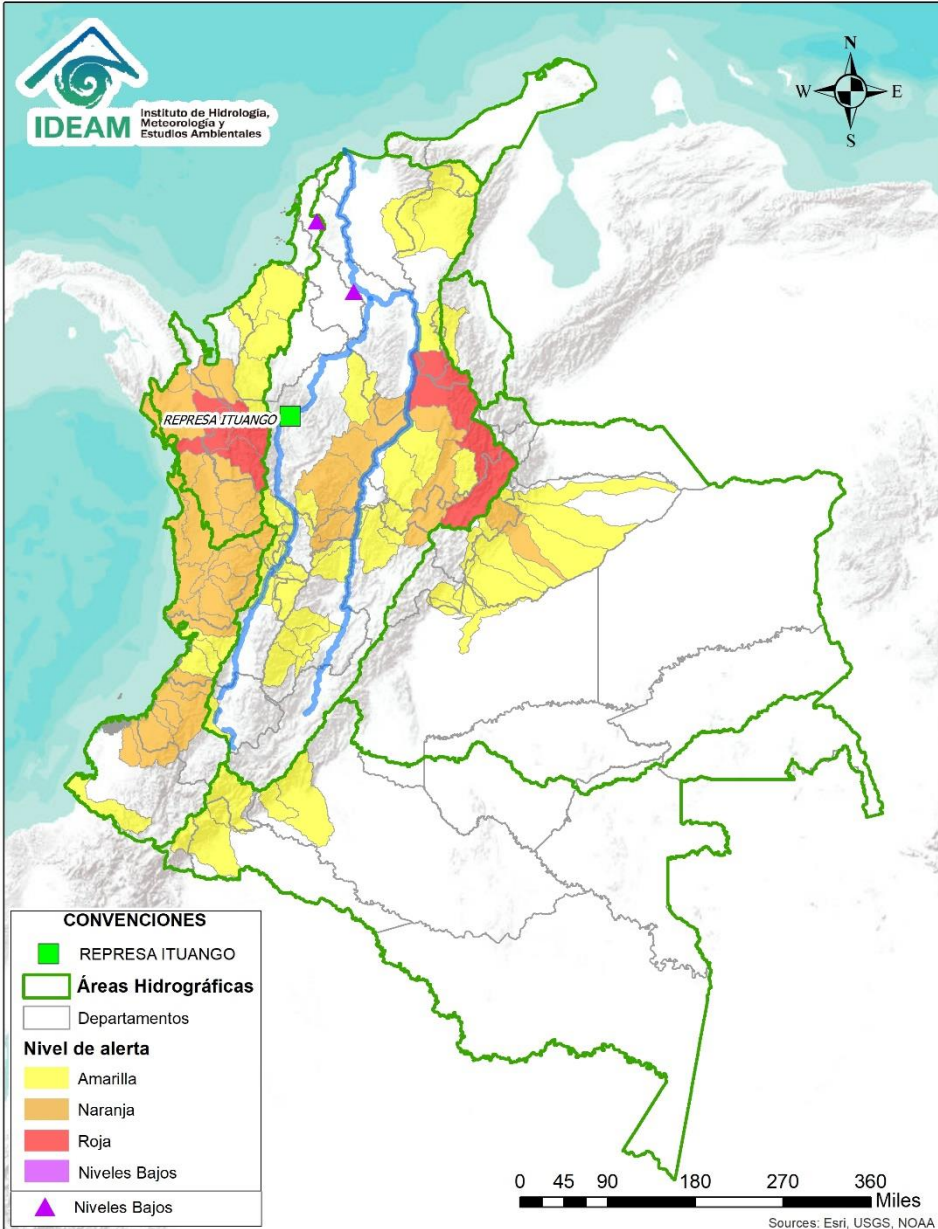 IDEAM
Instituto de Hidrología,
Meteorología y
Estudios Ambientales
N
W
E
S
REPRESA ITUANGO
CONVENCIONES
REPRESA ITUANGO
Áreas Hidrográficas
Departamentos
Nivel de alerta
Amarilla
Naranja
Roja
Niveles Bajos
Niveles Bajos
0 45 90 180 270 360
Miles
Sources: Esri, USGS, NOAA